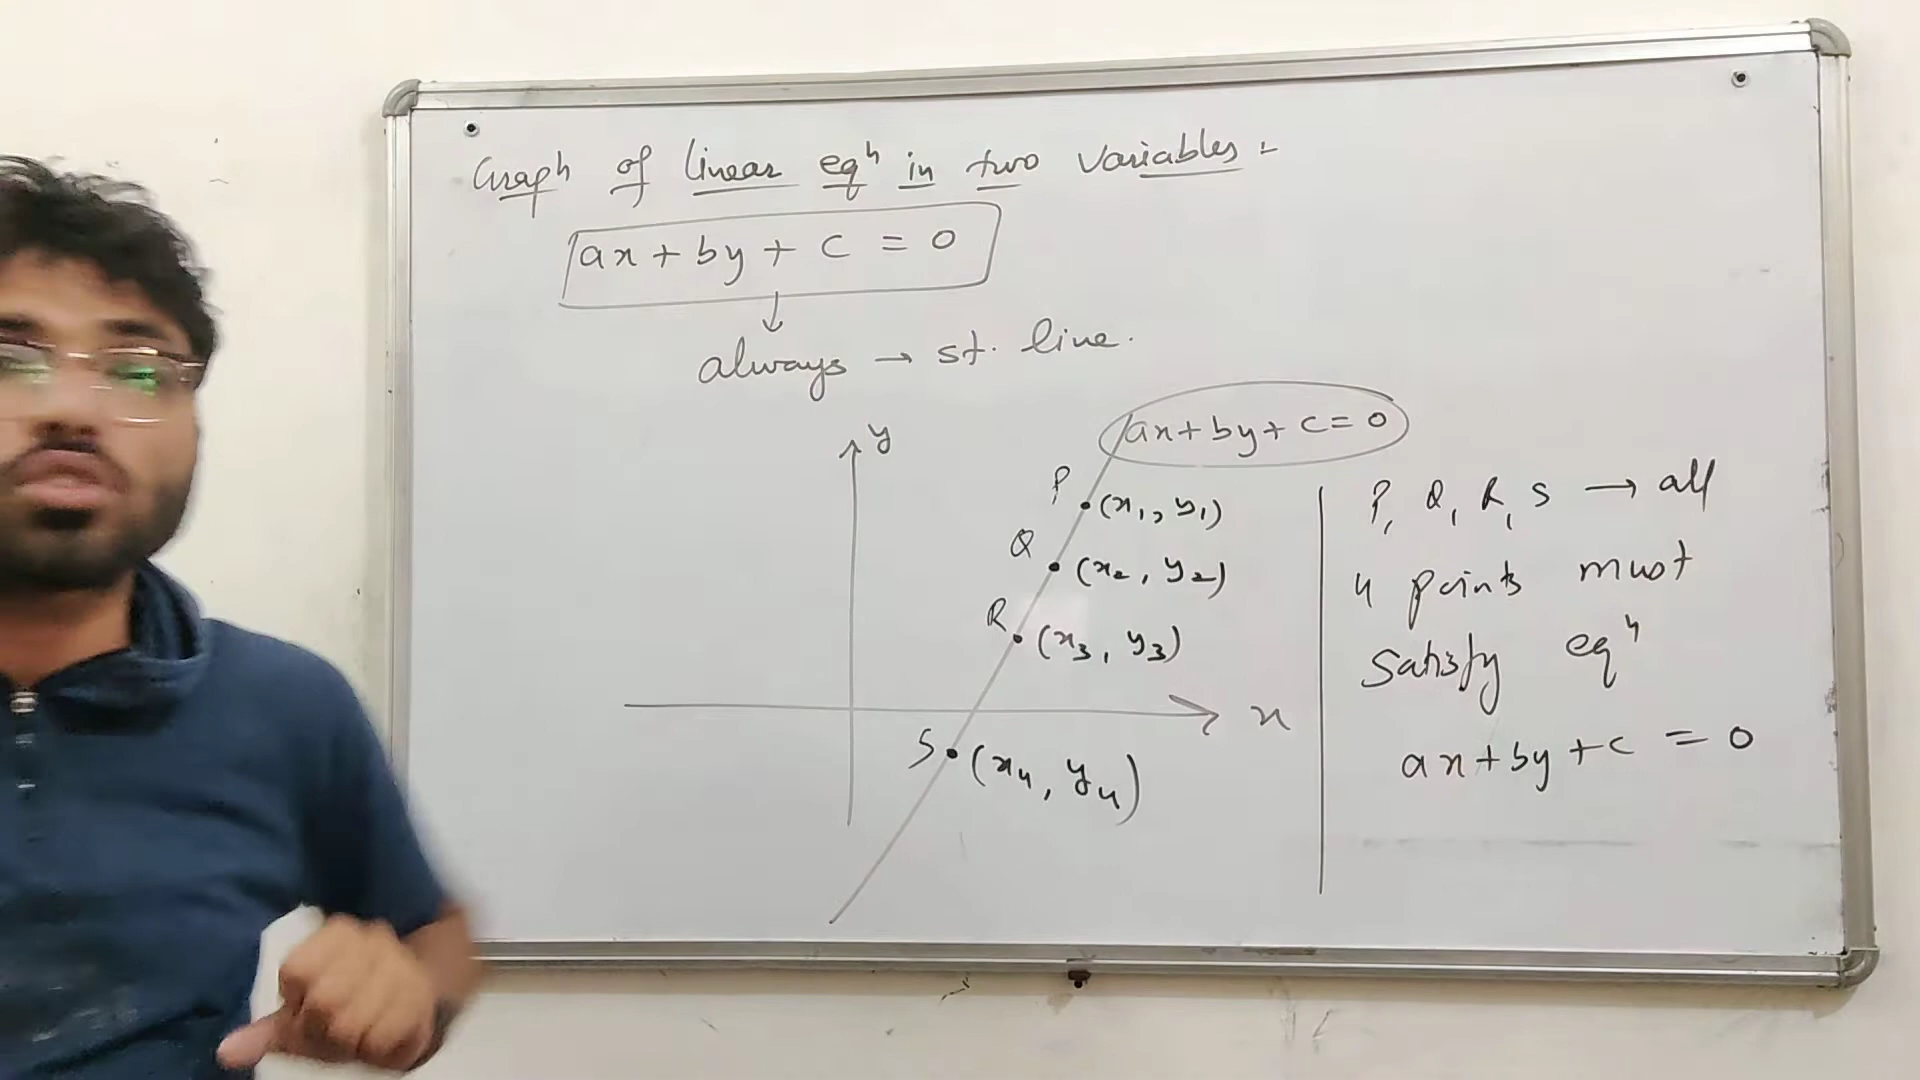 Graph of linear eqⁿ in two variables :-
ax + by + c = 0
↓
always → st. line.
y
ax + by + c = 0
P (x₁, y₁)
Q (x₂, y₂)
R (x₃, y₃)
x
S (x₄, y₄)
P, Q, R, S → all
4 points must
satisfy eqⁿ
ax + by + c = 0